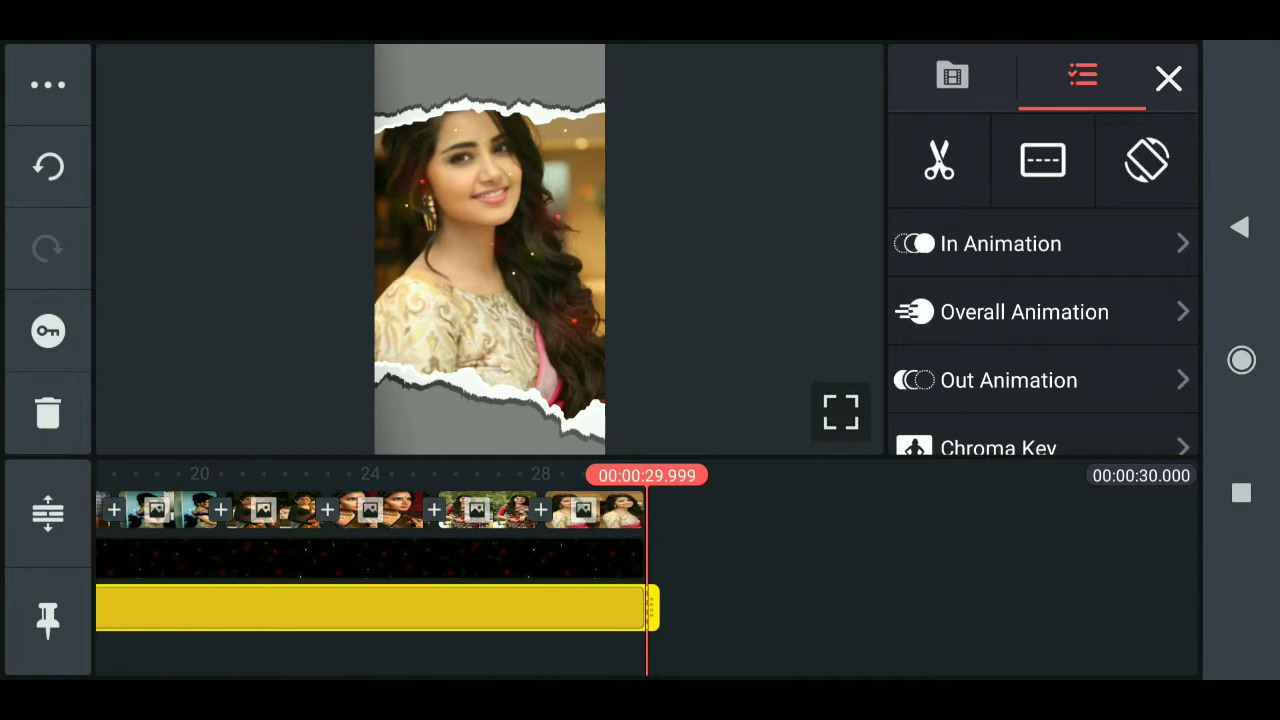 In Animation
Overall Animation
Out Animation
Chroma Key
20
24
28
00:00:29.999
00:00:30.000